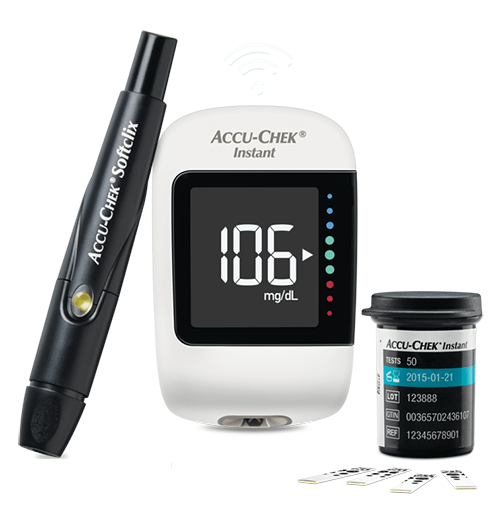 ACCU-CHEK® Softclix
ACCU-CHEK®
Instant
106
mg/dL
ACCU-CHEK® Instant
TESTS 50
2015-01-21
LOT 123888
GTIN 00365702436107
REF 12345678901